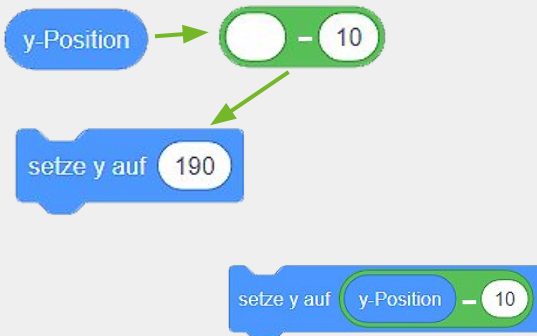 y-Position
- 10
setze y auf 190
setze y auf y-Position - 10